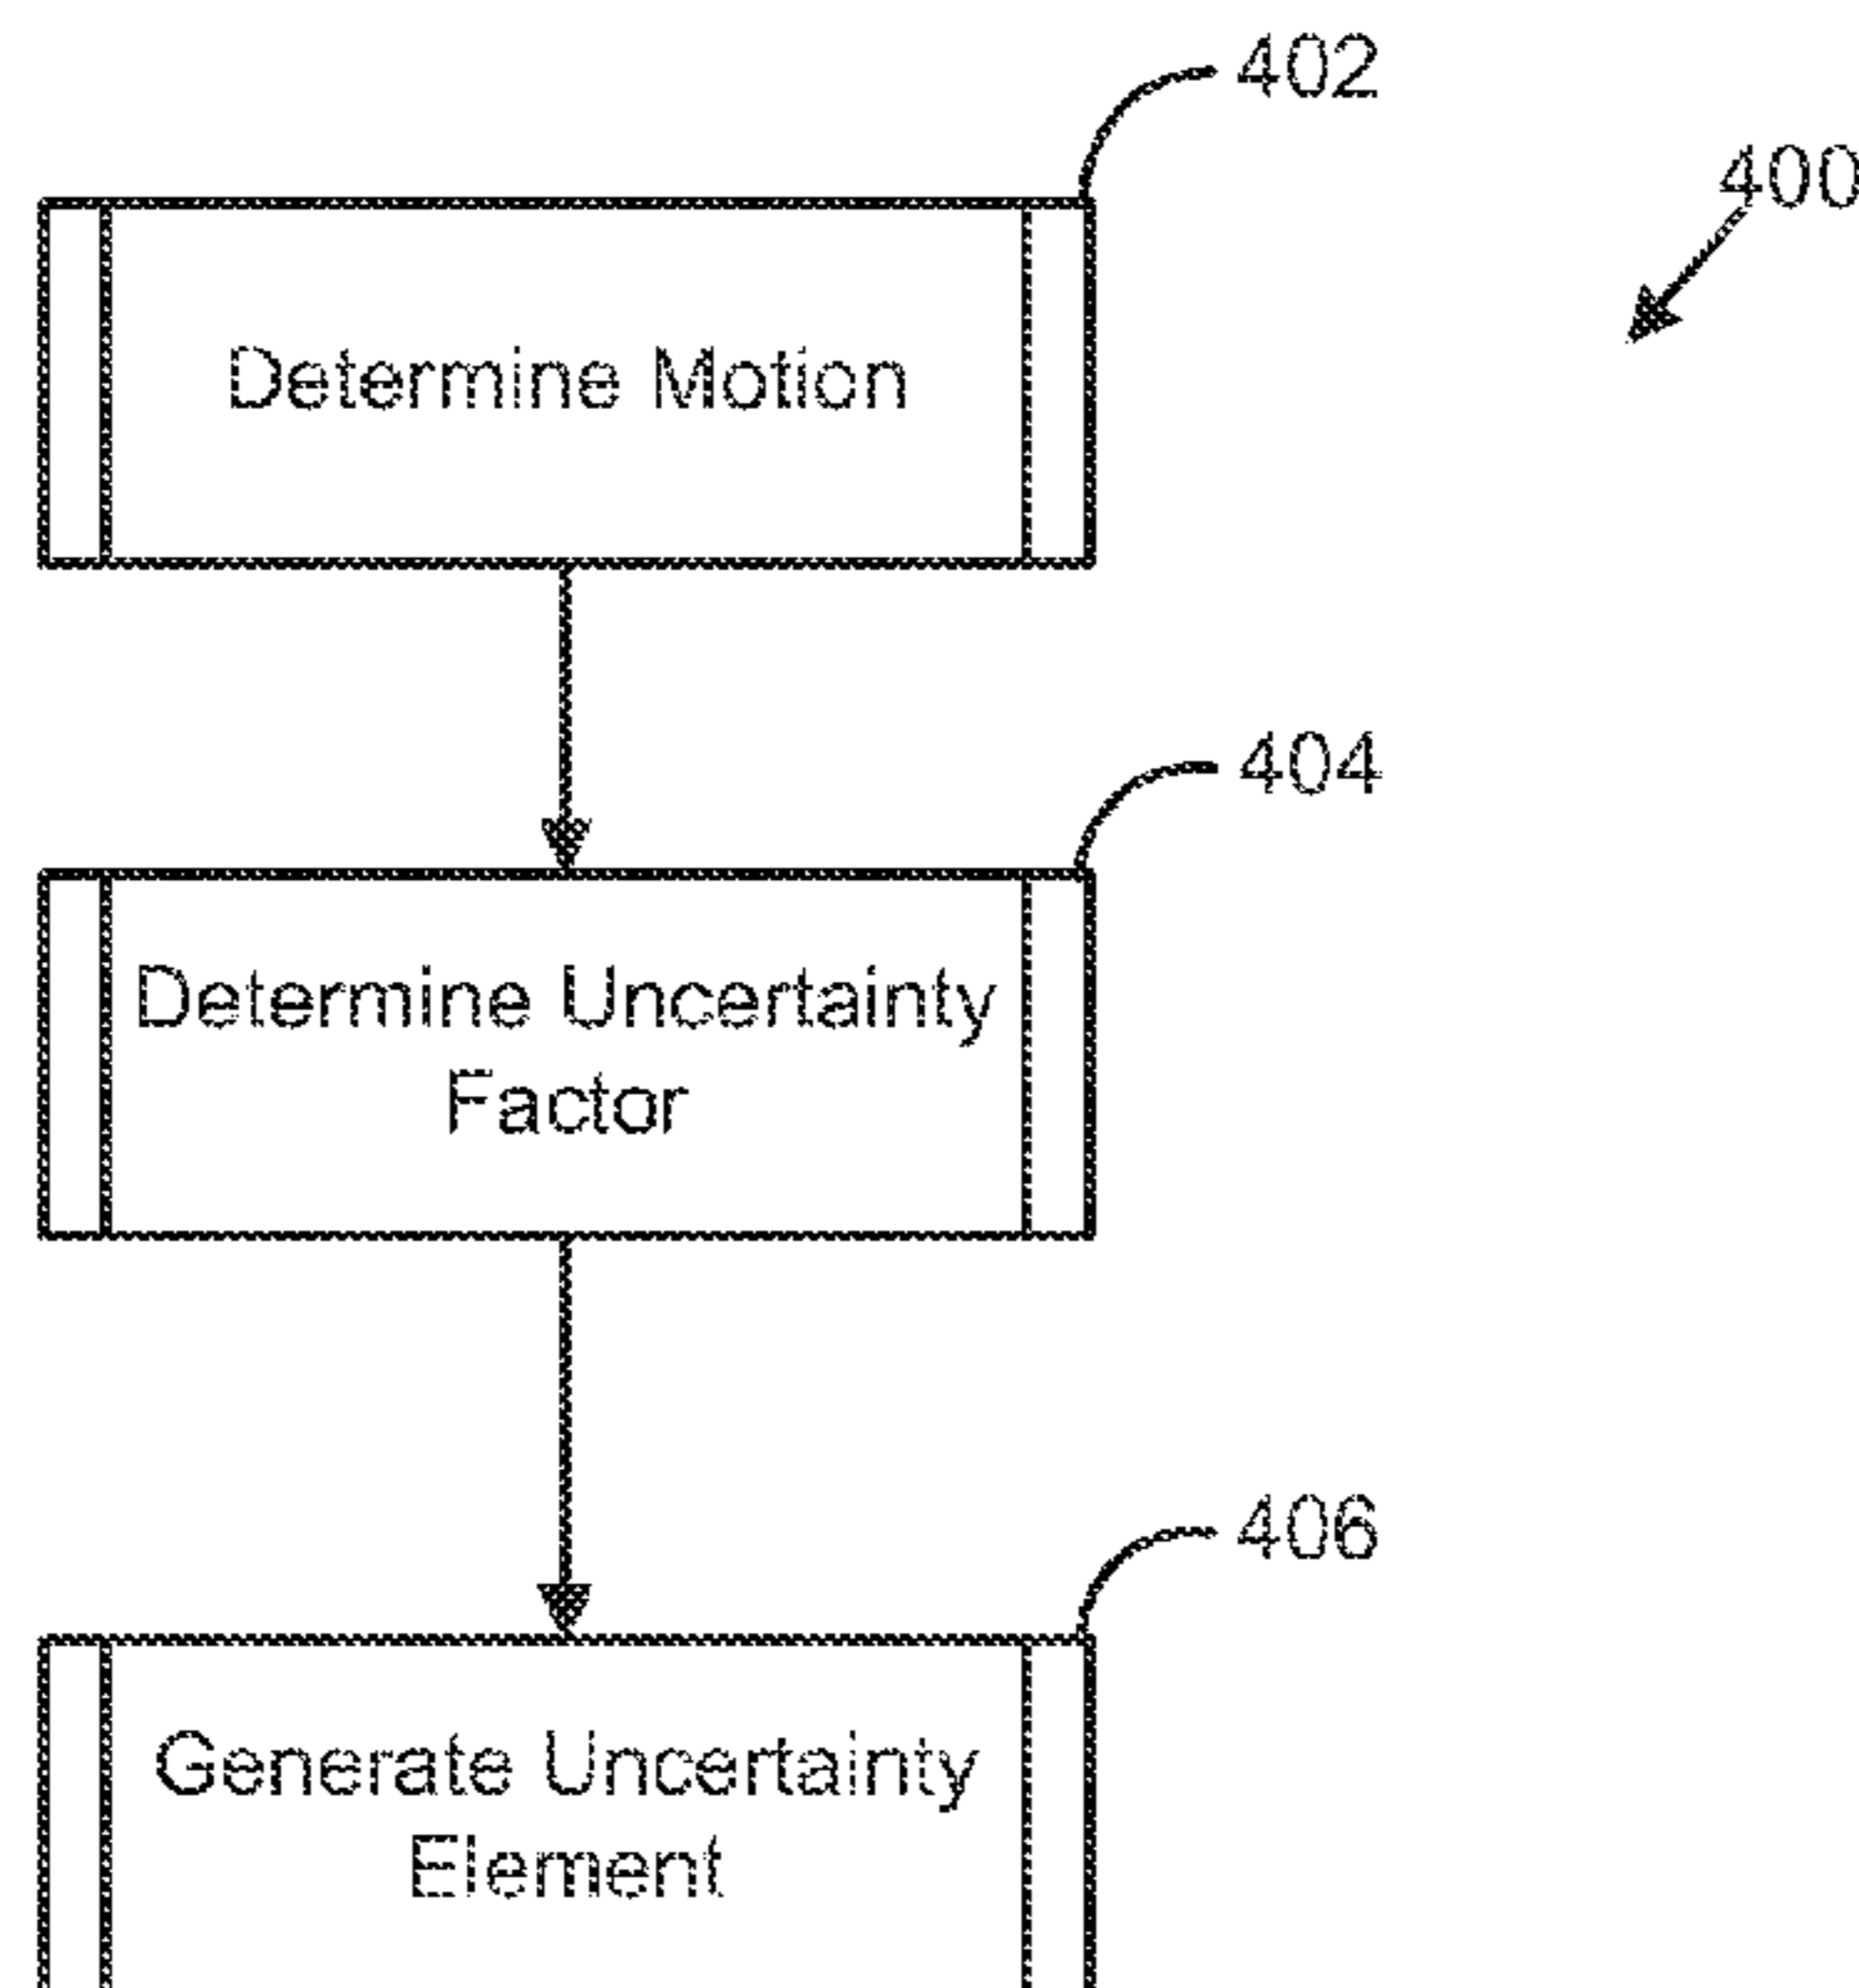 402
400
Determine Motion
404
Determine Uncertainty
Factor
406
Generate Uncertainty
Element